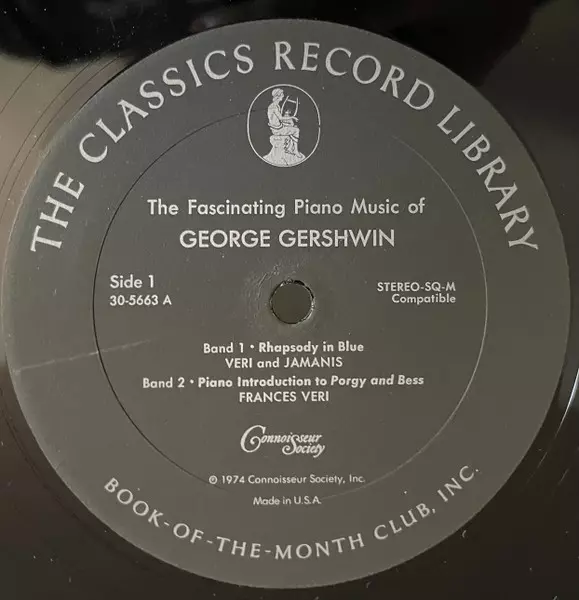 THE CLASSICS RECORD LIBRARY
The Fascinating Piano Music of
GEORGE GERSHWIN
Side 1
30-5663 A
STEREO-SQ-M
Compatible
Band 1 • Rhapsody in Blue
VERI and JAMANIS
Band 2 • Piano Introduction to Porgy and Bess
FRANCES VERI
Connoisseur
Society
© 1974 Connoisseur Society, Inc.
Made in U.S.A.
BOOK-OF-THE-MONTH CLUB, INC.